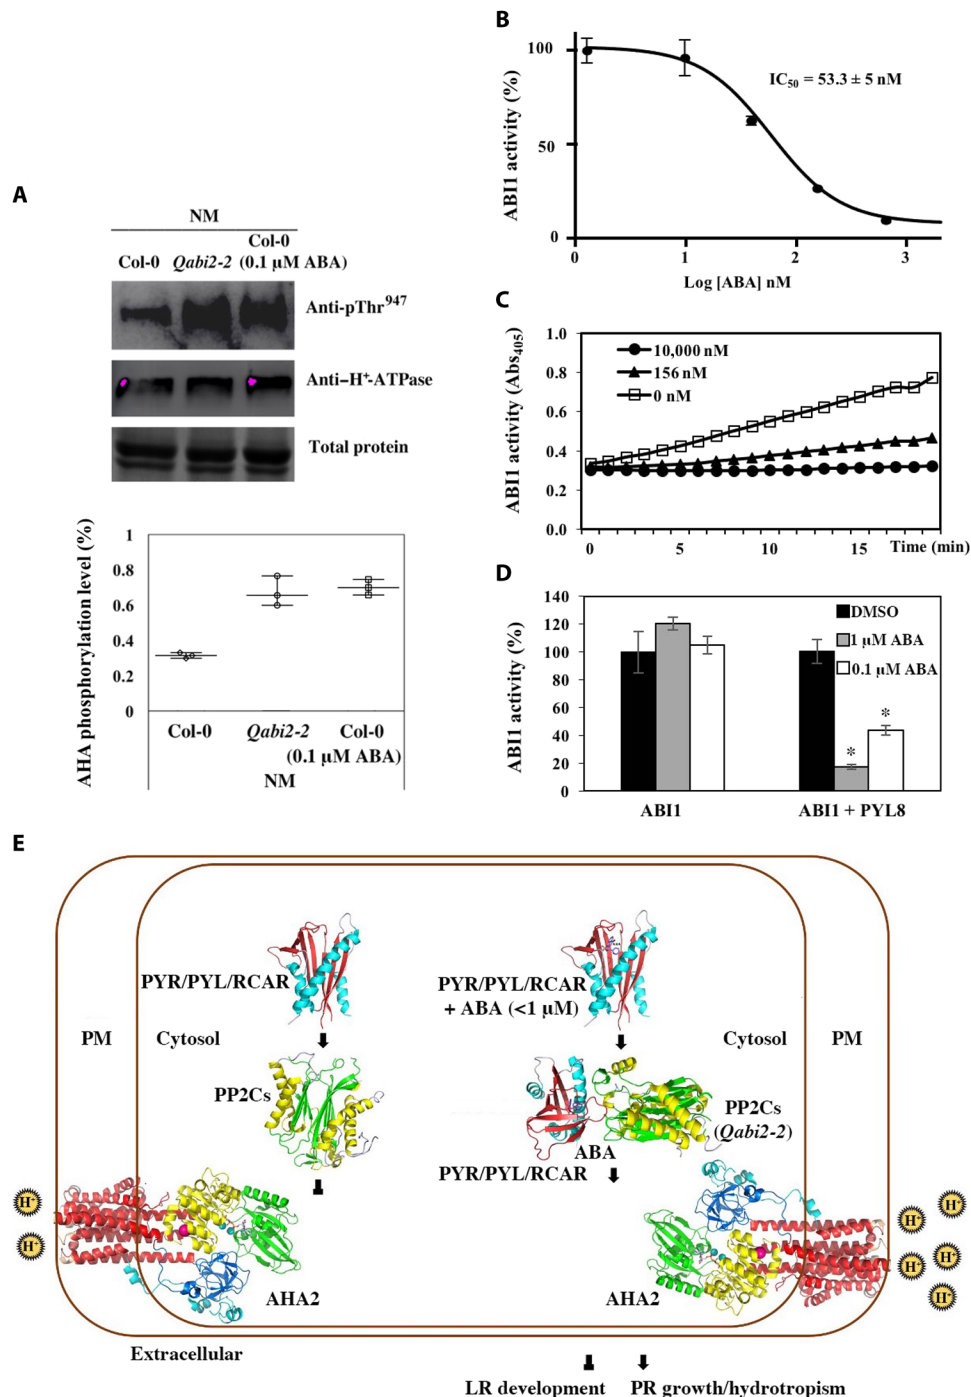 A
NM
Col-0
Col-0 Qabi2-2 (0.1 µM ABA)
Anti-pThr947
Anti–H+-ATPase
Total protein
AHA phosphorylation level (%)
1
0.8
0.6
0.4
0.2
0
Col-0 Qabi2-2 Col-0
(0.1 µM ABA)
NM
B
ABI1 activity (%)
100
50
0
IC50 = 53.3 ± 5 nM
1 2 3
Log [ABA] nM
C
ABI1 activity (Abs405)
1.0
0.8
0.6
0.4
0.2
0.0
10,000 nM
156 nM
0 nM
0 5 10 15 Time (min)
D
ABI1 activity (%)
140
120
100
80
60
40
20
0
DMSO
1 µM ABA
0.1 µM ABA
* *
ABI1 ABI1 + PYL8
E
PYR/PYL/RCAR
PYR/PYL/RCAR
+ ABA (<1 µM)
PM Cytosol
Cytosol PM
PP2Cs
PP2Cs
(Qabi2-2)
ABA
PYR/PYL/RCAR
H+
H+
H+
H+
H+
H+
H+
AHA2
AHA2
Extracellular
LR development PR growth/hydrotropism